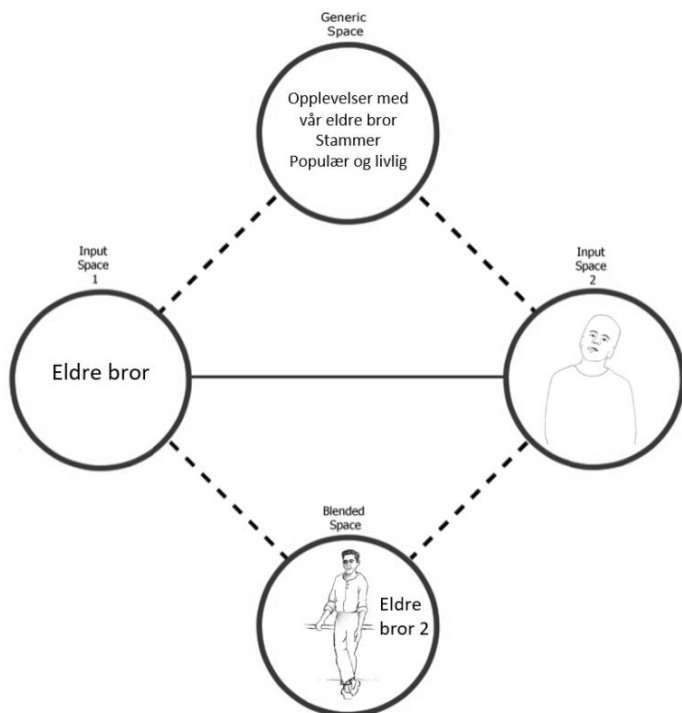 Generic
Space
Opplevelser med
vår eldre bror
Stammer
Populær og livlig
Input
Space
1
Eldre bror
Input
Space
2
Blended
Space
Eldre
bror 2